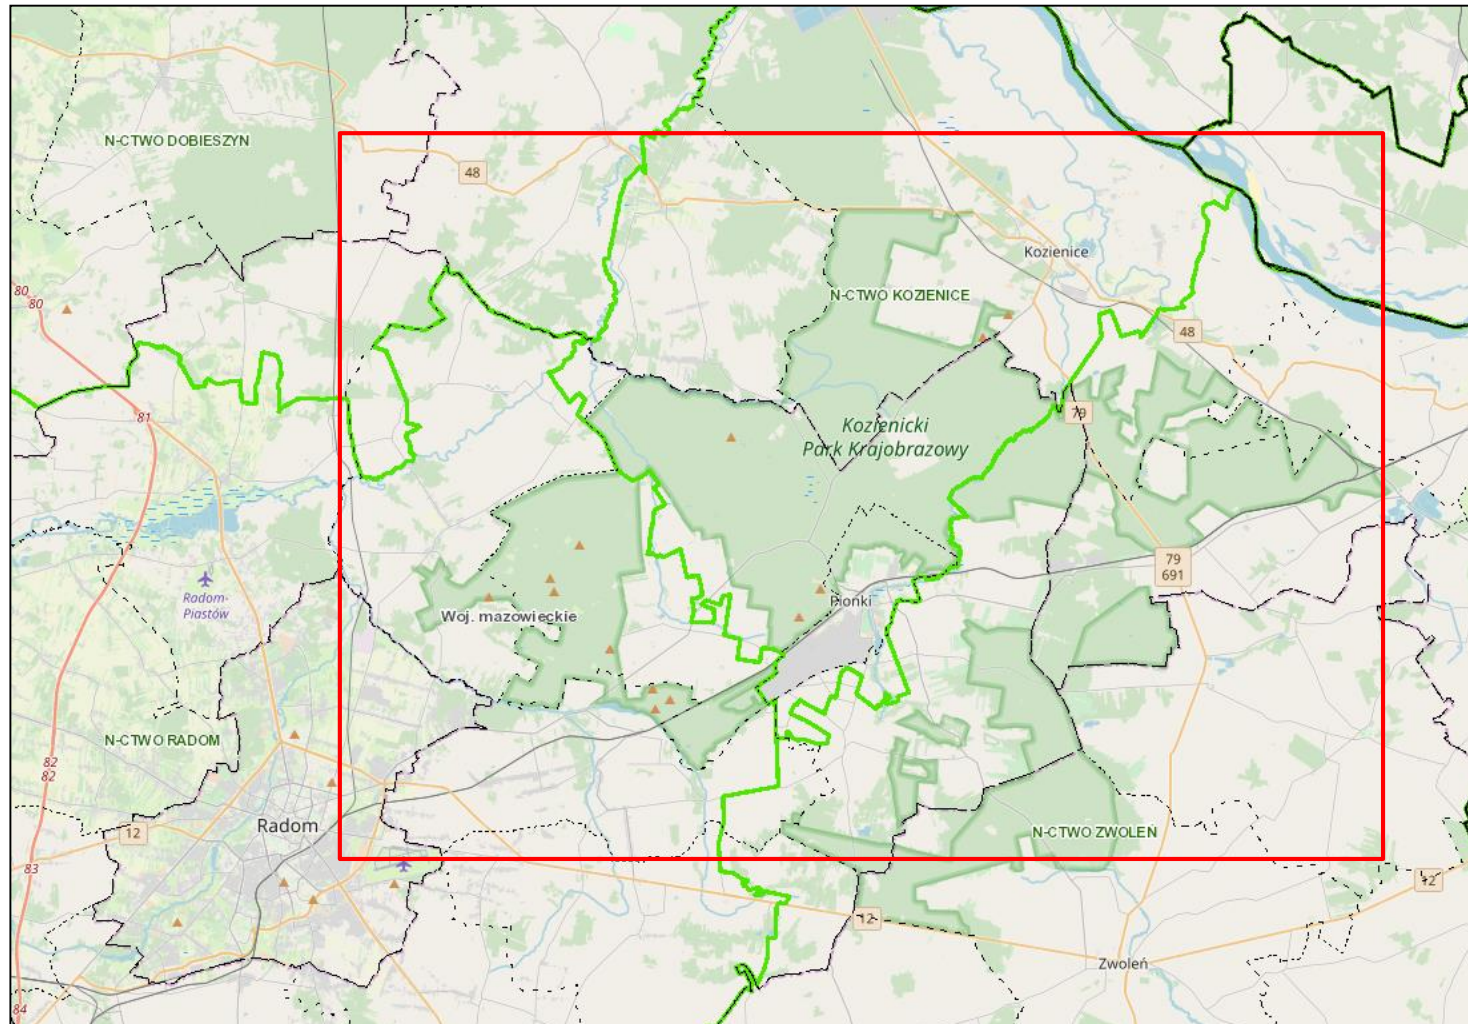 N-CTWO DOBIESZYN
48
Kozienice
80
80
N-CTWO KOZIENICE
48
81
79
Kozienicki
Park Krajobrazowy
79
691
Radom-
Piastów
Pionki
Woj. mazowieckie
N-CTWO RADOM
82
82
Radom
12
N-CTWO ZWOLEŃ
83
12
12
Zwoleń
84